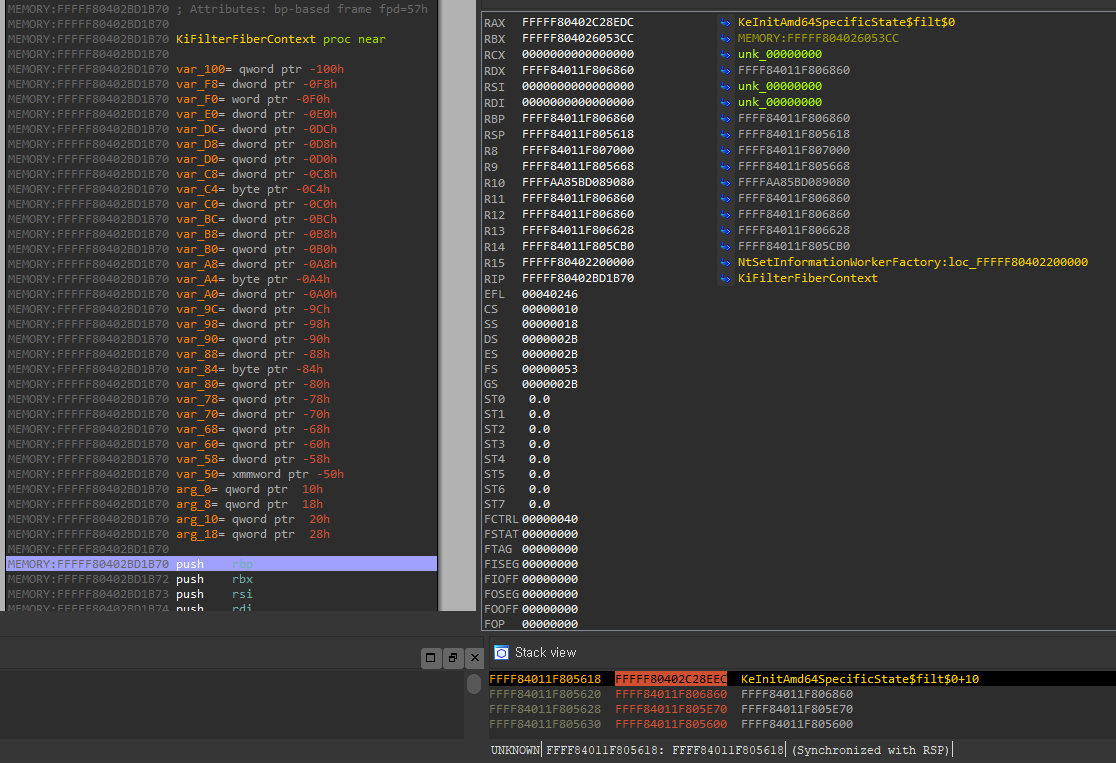 MEMORY:FFFFF80402BD1B70 ; Attributes: bp-based frame fpd=57h
MEMORY:FFFFF80402BD1B70
MEMORY:FFFFF80402BD1B70 KiFilterFiberContext proc near
MEMORY:FFFFF80402BD1B70
MEMORY:FFFFF80402BD1B70 var_100= qword ptr -100h
MEMORY:FFFFF80402BD1B70 var_F8= dword ptr -0F8h
MEMORY:FFFFF80402BD1B70 var_F0= word ptr -0F0h
MEMORY:FFFFF80402BD1B70 var_E0= dword ptr -0E0h
MEMORY:FFFFF80402BD1B70 var_DC= dword ptr -0DCh
MEMORY:FFFFF80402BD1B70 var_D8= dword ptr -0D8h
MEMORY:FFFFF80402BD1B70 var_D0= qword ptr -0D0h
MEMORY:FFFFF80402BD1B70 var_C8= dword ptr -0C8h
MEMORY:FFFFF80402BD1B70 var_C4= byte ptr -0C4h
MEMORY:FFFFF80402BD1B70 var_C0= dword ptr -0C0h
MEMORY:FFFFF80402BD1B70 var_BC= dword ptr -0BCh
MEMORY:FFFFF80402BD1B70 var_B8= dword ptr -0B8h
MEMORY:FFFFF80402BD1B70 var_B0= qword ptr -0B0h
MEMORY:FFFFF80402BD1B70 var_A8= dword ptr -0A8h
MEMORY:FFFFF80402BD1B70 var_A4= byte ptr -0A4h
MEMORY:FFFFF80402BD1B70 var_A0= dword ptr -0A0h
MEMORY:FFFFF80402BD1B70 var_9C= dword ptr -9Ch
MEMORY:FFFFF80402BD1B70 var_98= dword ptr -98h
MEMORY:FFFFF80402BD1B70 var_90= qword ptr -90h
MEMORY:FFFFF80402BD1B70 var_88= dword ptr -88h
MEMORY:FFFFF80402BD1B70 var_84= byte ptr -84h
MEMORY:FFFFF80402BD1B70 var_80= qword ptr -80h
MEMORY:FFFFF80402BD1B70 var_78= qword ptr -78h
MEMORY:FFFFF80402BD1B70 var_70= qword ptr -70h
MEMORY:FFFFF80402BD1B70 var_68= qword ptr -68h
MEMORY:FFFFF80402BD1B70 var_60= qword ptr -60h
MEMORY:FFFFF80402BD1B70 var_58= dword ptr -58h
MEMORY:FFFFF80402BD1B70 var_50= xmmword ptr -50h
MEMORY:FFFFF80402BD1B70 arg_0= qword ptr 10h
MEMORY:FFFFF80402BD1B70 arg_8= qword ptr 18h
MEMORY:FFFFF80402BD1B70 arg_10= qword ptr 20h
MEMORY:FFFFF80402BD1B70 arg_18= qword ptr 28h
MEMORY:FFFFF80402BD1B70
MEMORY:FFFFF80402BD1B70 push rbp
MEMORY:FFFFF80402BD1B72 push rbx
MEMORY:FFFFF80402BD1B73 push rsi
MEMORY:FFFFF80402BD1B74 push rdi
RAX FFFFF80402C28EDC KeInitAmd64SpecificState$filt$0
RBX FFFFF804026053CC MEMORY:FFFFF804026053CC
RCX 0000000000000000 unk_00000000
RDX FFFF84011F806860 FFFF84011F806860
RSI 0000000000000000 unk_00000000
RDI 0000000000000000 unk_00000000
RBP FFFF84011F806860 FFFF84011F806860
RSP FFFF84011F805618 FFFF84011F805618
R8 FFFF84011F807000 FFFF84011F807000
R9 FFFF84011F805668 FFFF84011F805668
R10 FFFFAA85BD089080 FFFFAA85BD089080
R11 FFFF84011F806860 FFFF84011F806860
R12 FFFF84011F806860 FFFF84011F806860
R13 FFFF84011F806628 FFFF84011F806628
R14 FFFF84011F805CB0 FFFF84011F805CB0
R15 FFFFF80402200000 NtSetInformationWorkerFactory:loc_FFFFF80402200000
RIP FFFFF80402BD1B70 KiFilterFiberContext
EFL 00040246
CS 00000010
SS 00000018
DS 0000002B
ES 0000002B
FS 00000053
GS 0000002B
ST0 0.0
ST1 0.0
ST2 0.0
ST3 0.0
ST4 0.0
ST5 0.0
ST6 0.0
ST7 0.0
FCTRL 00000040
FSTAT 00000000
FTAG 00000000
FISEG 00000000
FIOFF 00000000
FOSEG 00000000
FOOFF 00000000
FOP 00000000
Stack view
FFFF84011F805618 FFFFF80402C28EEC KeInitAmd64SpecificState$filt$0+10
FFFF84011F805620 FFFF84011F806860 FFFF84011F806860
FFFF84011F805628 FFFF84011F805E70 FFFF84011F805E70
FFFF84011F805630 FFFF84011F805600 FFFF84011F805600
UNKNOWN FFFF84011F805618: FFFF84011F805618 (Synchronized with RSP)